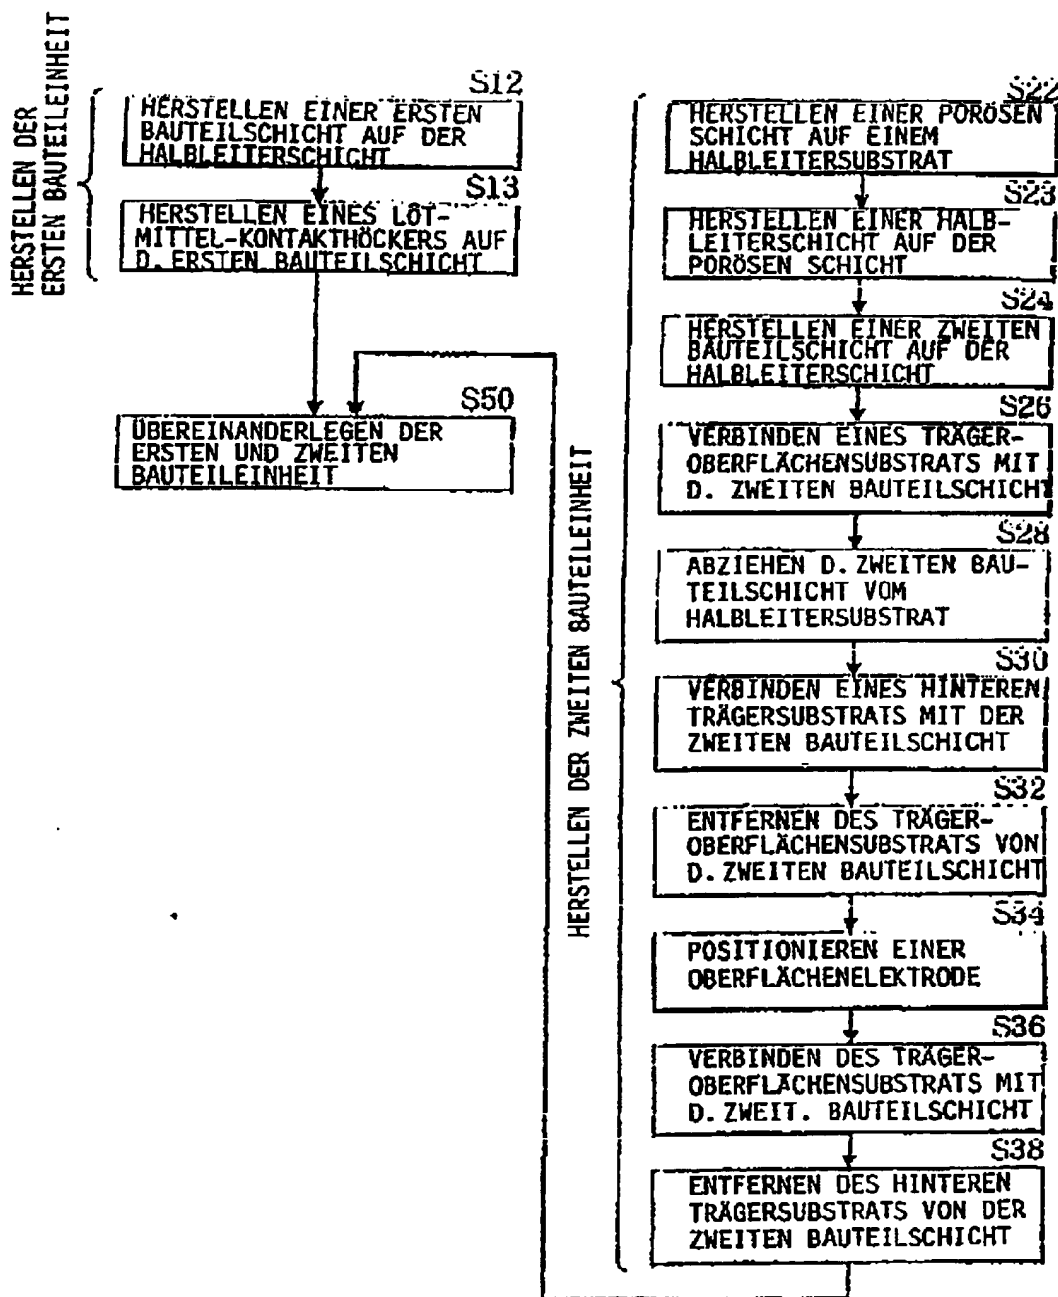 HERSTELLEN DER
ERSTEN BAUTEILEINHEIT
S12
HERSTELLEN EINER ERSTEN
BAUTEILSCHICHT AUF DER
HALBLEITERSCHICHT
S13
HERSTELLEN EINES LÖT-
MITTEL-KONTAKTHÖCKERS AUF
D. ERSTEN BAUTEILSCHICHT
S50
ÜBEREINANDERLEGEN DER
ERSTEN UND ZWEITEN
BAUTEILEINHEIT
HERSTELLEN DER ZWEITEN BAUTEILEINHEIT
S22
HERSTELLEN EINER PORÖSEN
SCHICHT AUF EINEM
HALBLEITERSUBSTRAT
S23
HERSTELLEN EINER HALB-
LEITERSCHICHT AUF DER
PORÖSEN SCHICHT
S24
HERSTELLEN EINER ZWEITEN
BAUTEILSCHICHT AUF DER
HALBLEITERSCHICHT
S26
VERBINDEN EINES TRÄGER-
OBERFLÄCHENSUBSTRATS MIT
D. ZWEITEN BAUTEILSCHICHT
S28
ABZIEHEN D. ZWEITEN BAU-
TEILSCHICHT VOM
HALBLEITERSUBSTRAT
S30
VERBINDEN EINES HINTEREN
TRÄGERSUBSTRATS MIT DER
ZWEITEN BAUTEILSCHICHT
S32
ENTFERNEN DES TRÄGER-
OBERFLÄCHENSUBSTRATS VON
D. ZWEITEN BAUTEILSCHICHT
S34
POSITIONIEREN EINER
OBERFLÄCHENELEKTRODE
S36
VERBINDEN DES TRÄGER-
OBERFLÄCHENSUBSTRATS MIT
D. ZWEIT. BAUTEILSCHICHT
S38
ENTFERNEN DES HINTEREN
TRÄGERSUBSTRATS VON DER
ZWEITEN BAUTEILSCHICHT